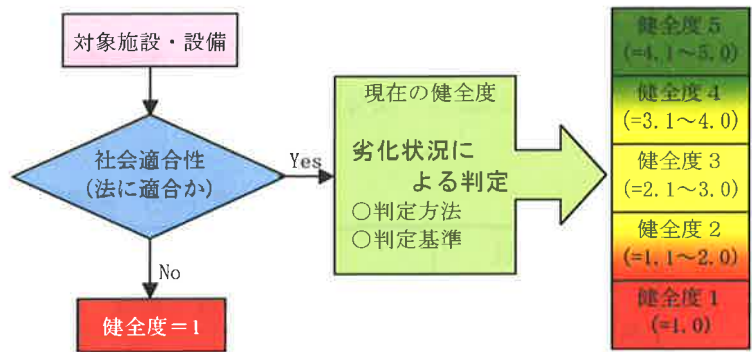 対象施設・設備
社会適合性
(法に適合か)
Yes
No
健全度＝1
現在の健全度
劣化状況に
よる判定
○判定方法
○判定基準
健全度５
(=4.1～5.0)
健全度４
(=3.1～4.0)
健全度３
(=2.1～3.0)
健全度２
(=1.1～2.0)
健全度１
(=1.0)